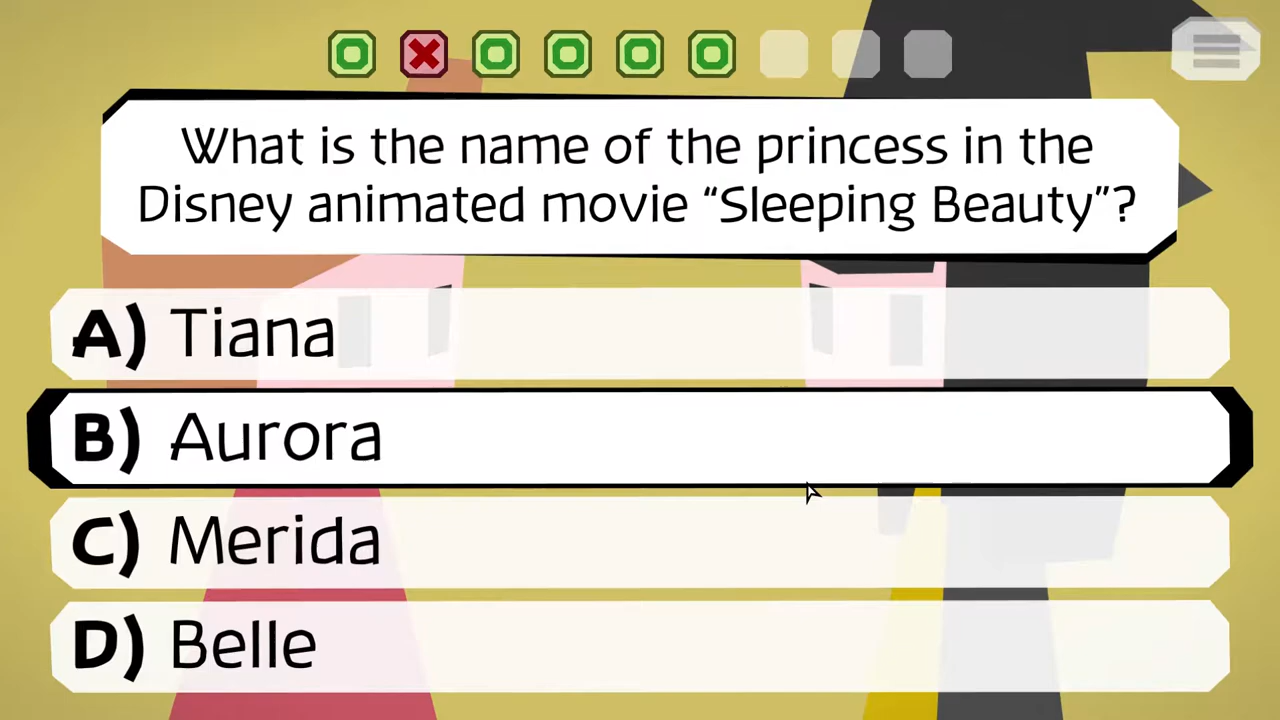 What is the name of the princess in the
Disney animated movie “Sleeping Beauty”?
A) Tiana
B) Aurora
C) Merida
D) Belle